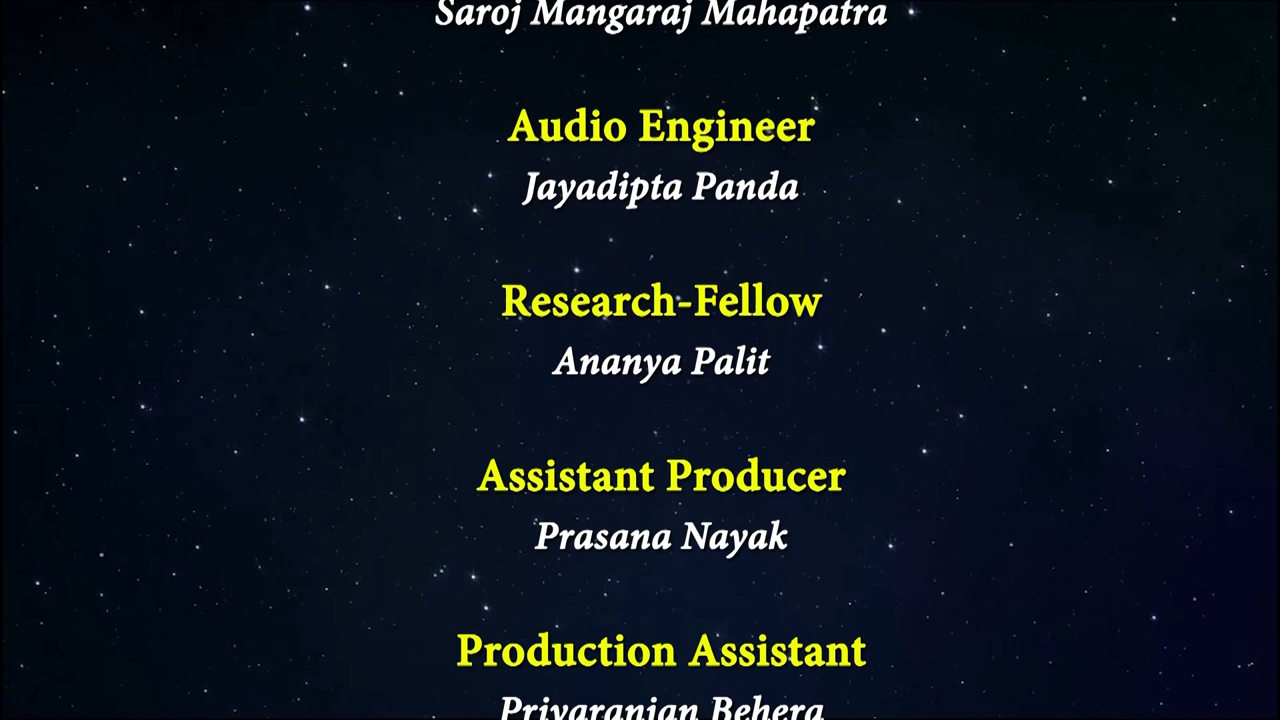 Saroj Mangaraj Mahapatra
Audio Engineer
Jayadipta Panda
Research-Fellow
Ananya Palit
Assistant Producer
Prasana Nayak
Production Assistant
Priyaranjan Behera